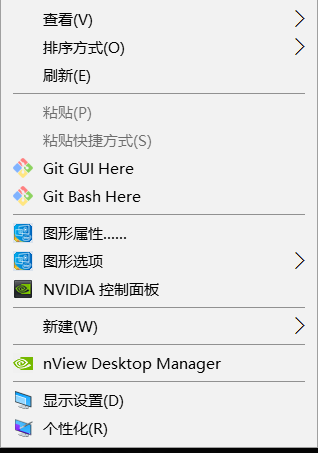 查看(V)
排序方式(O)
刷新(E)
粘贴(P)
粘贴快捷方式(S)
Git GUI Here
Git Bash Here
图形属性......
图形选项
NVIDIA 控制面板
新建(W)
nView Desktop Manager
显示设置(D)
个性化(R)